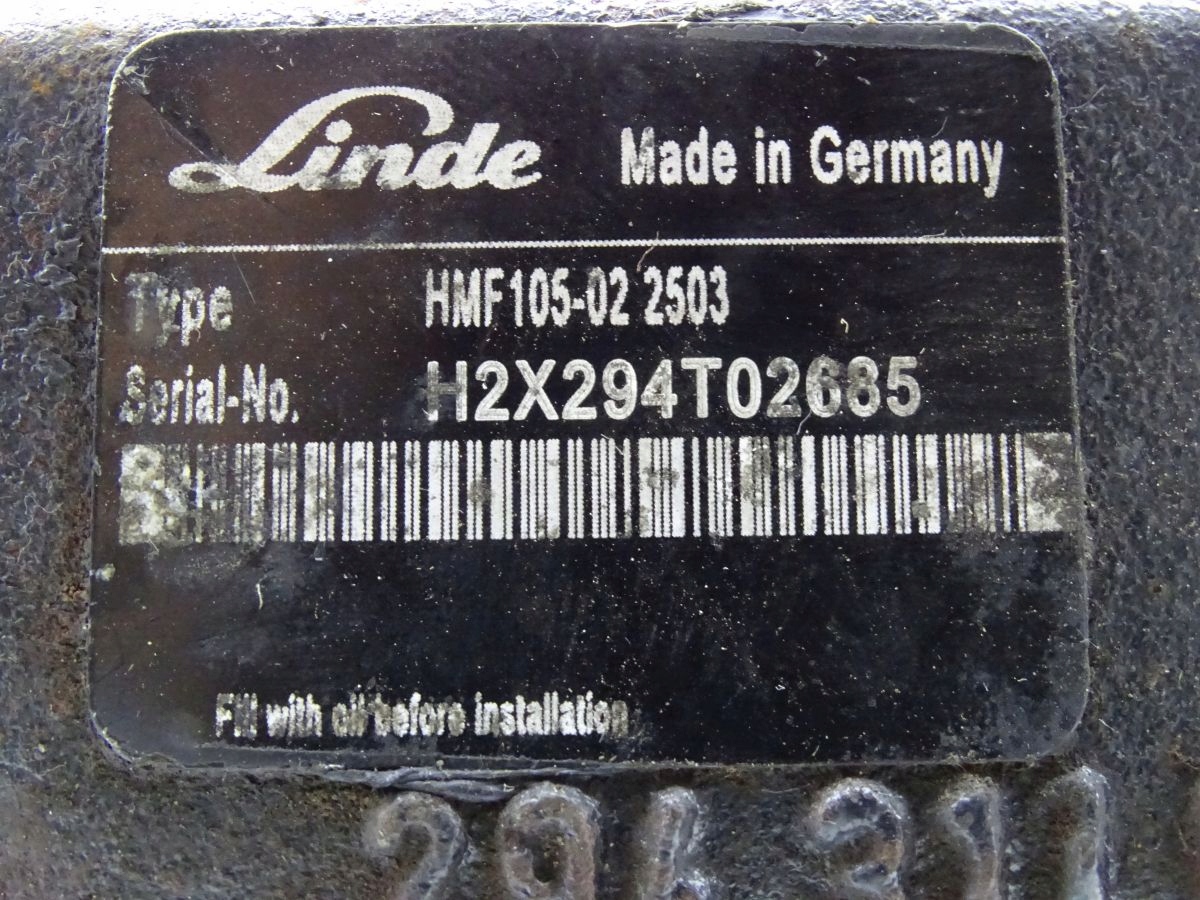 Linde Made in Germany
Type HMF105-02 2503
Serial-No. H2X294T02685
Fill with oil before installation